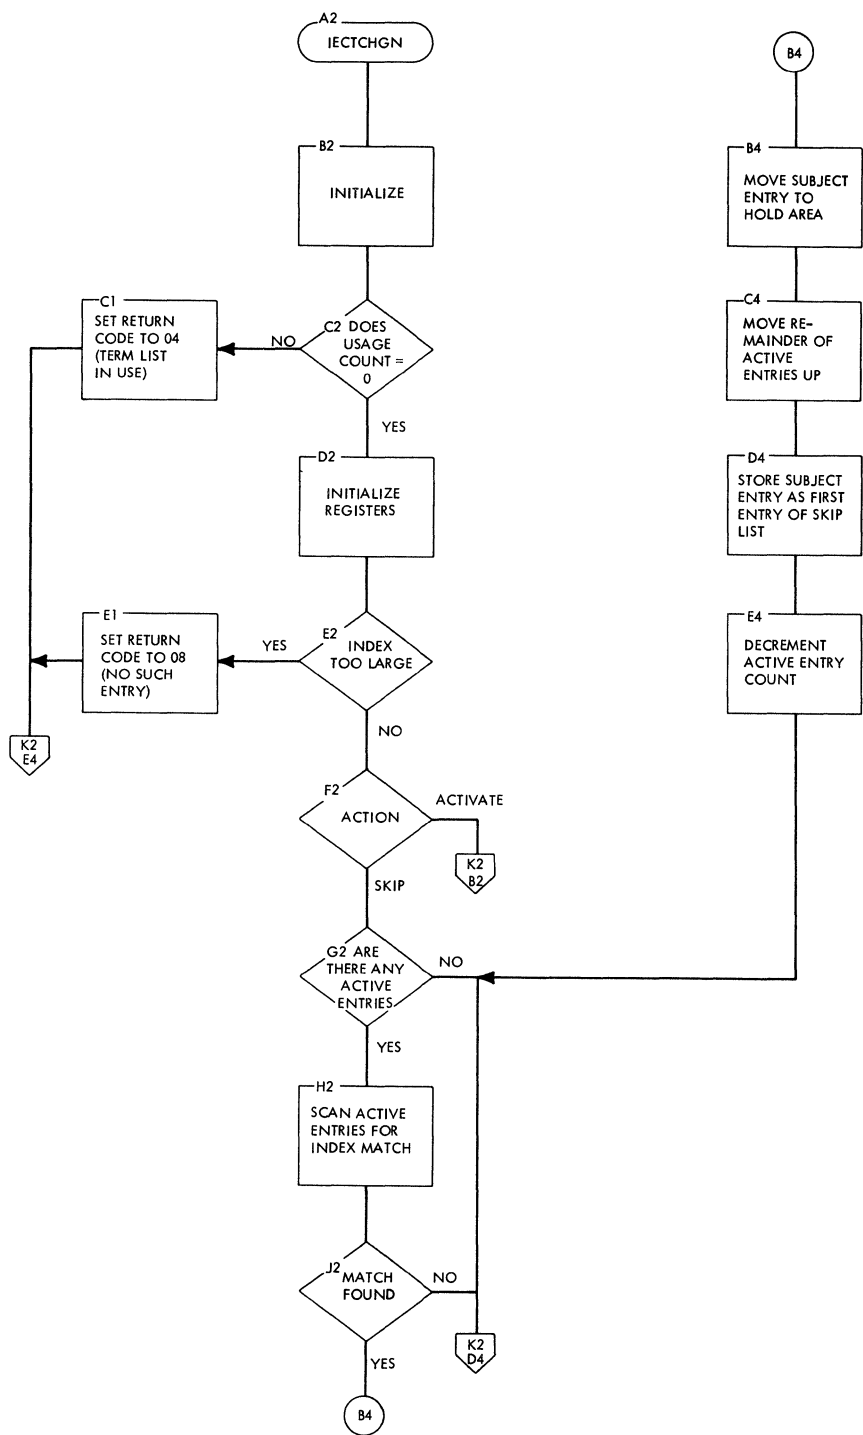 A2
IECTCHGN
B2
INITIALIZE
C1
SET RETURN
CODE TO 04
(TERM LIST
IN USE)
NO
C2 DOES
USAGE
COUNT =
0
YES
D2
INITIALIZE
REGISTERS
E1
SET RETURN
CODE TO 08
(NO SUCH
ENTRY)
YES
E2 INDEX
TOO LARGE
NO
K2
E4
F2
ACTION
ACTIVATE
K2
B2
SKIP
G2 ARE
THERE ANY
ACTIVE
ENTRIES
NO
YES
H2
SCAN ACTIVE
ENTRIES FOR
INDEX MATCH
J2 MATCH
FOUND
NO
K2
D4
YES
B4
B4
B4
MOVE SUBJECT
ENTRY TO
HOLD AREA
C4
MOVE RE-
MAINDER OF
ACTIVE
ENTRIES UP
D4
STORE SUBJECT
ENTRY AS FIRST
ENTRY OF SKIP
LIST
E4
DECREMENT
ACTIVE ENTRY
COUNT